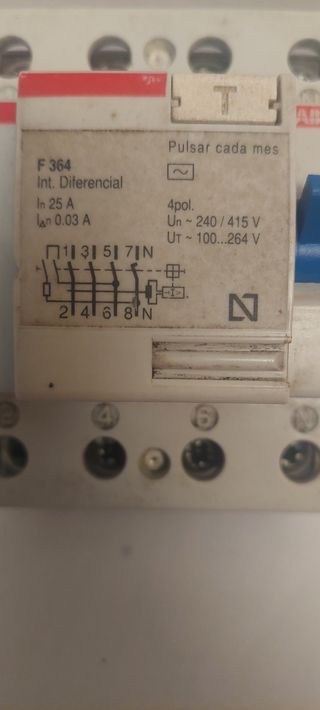 T
ABB
Pulsar cada mes
F 364
Int. Diferencial
In 25 A
IΔn 0.03 A
4pol.
Un ~ 240 / 415 V
UT ~ 100...264 V
1 3 5 7 N
2 4 6 8 N
N
2 4 6 N